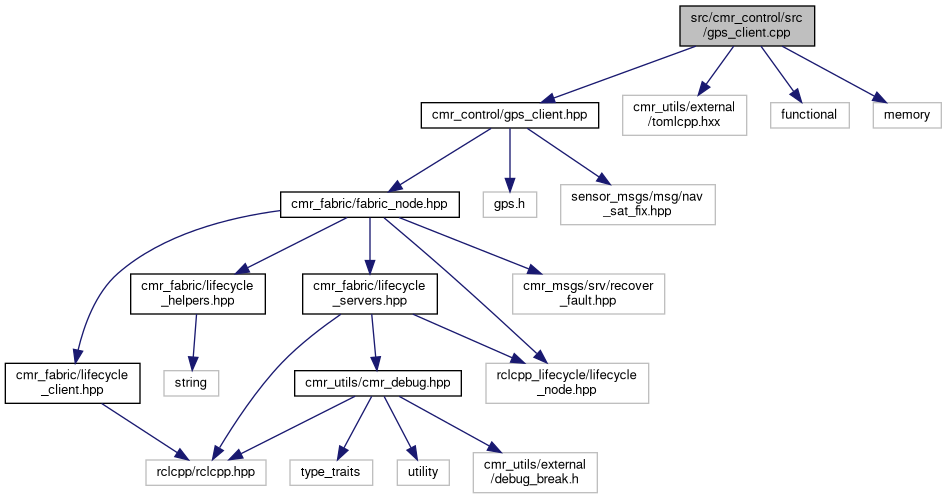 src/cmr_control/src
/gps_client.cpp
cmr_control/gps_client.hpp
cmr_utils/external
/tomlcpp.hxx
functional
memory
cmr_fabric/fabric_node.hpp
gps.h
sensor_msgs/msg/nav
_sat_fix.hpp
cmr_fabric/lifecycle
_helpers.hpp
cmr_fabric/lifecycle
_servers.hpp
cmr_msgs/srv/recover
_fault.hpp
cmr_fabric/lifecycle
_client.hpp
string
cmr_utils/cmr_debug.hpp
rclcpp_lifecycle/lifecycle
_node.hpp
rclcpp/rclcpp.hpp
type_traits
utility
cmr_utils/external
/debug_break.h